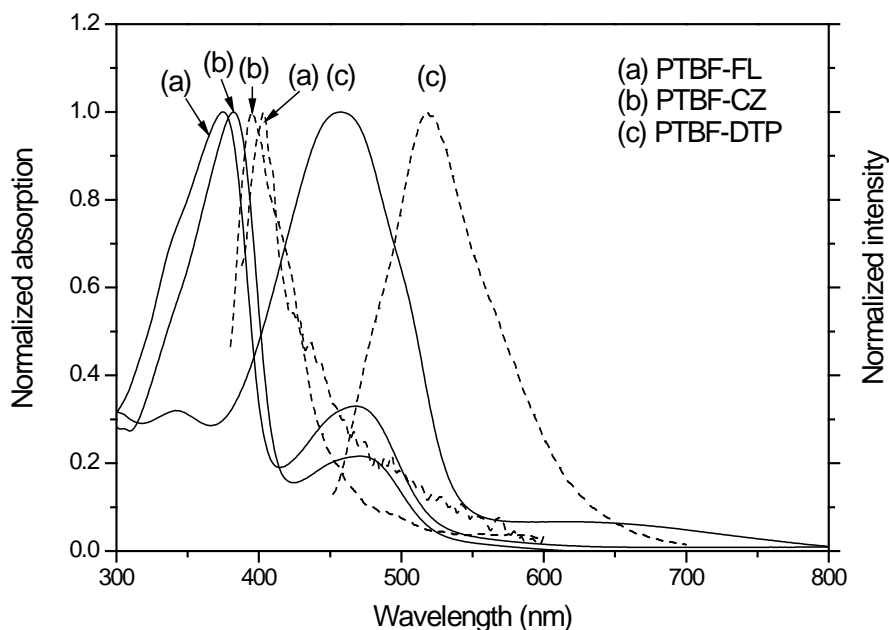 1.2
1.0
0.8
0.6
0.4
0.2
0.0
Normalized absorption
(a)
(b)
(b)
(a)
(c)
(c)
(a) PTBF-FL
(b) PTBF-CZ
(c) PTBF-DTP
Normalized intensity
300
400
500
600
700
800
Wavelength (nm)